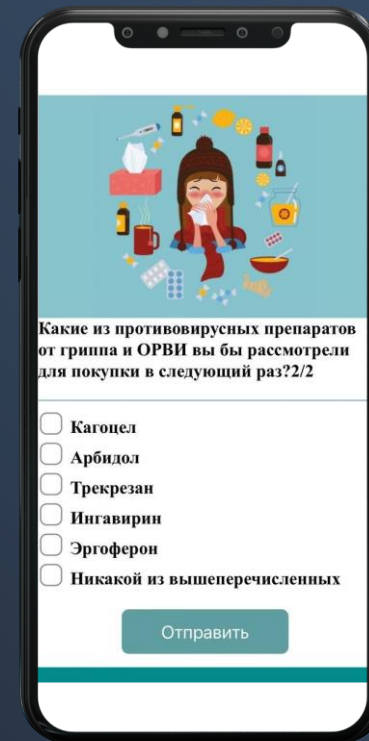 Какие из противовирусных препаратов
от гриппа и ОРВИ вы бы рассмотрели
для покупки в следующий раз?2/2
Кагоцел
Арбидол
Трекрезан
Ингавирин
Эргоферон
Никакой из вышеперечисленных
Отправить